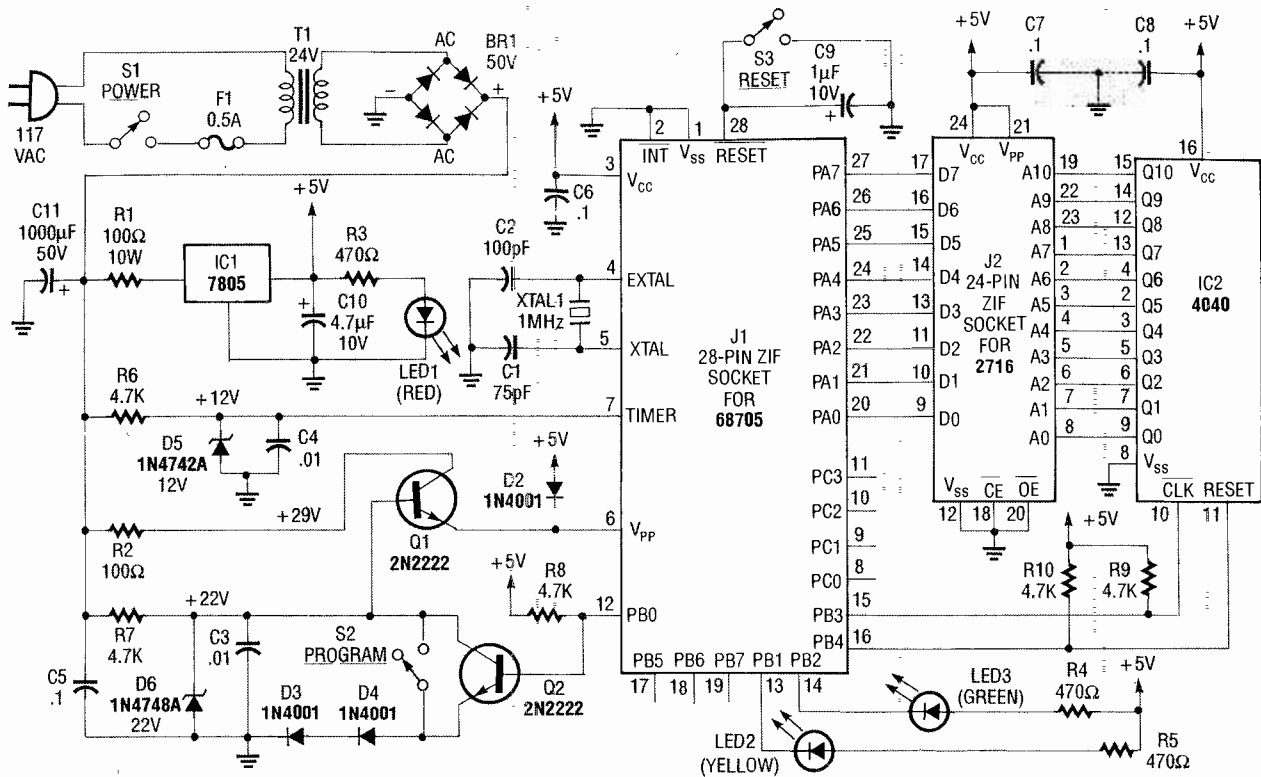 117
VAC
S1
POWER
F1
0.5A
T1
24V
AC
BR1
50V
−
+
AC
C11
1000µF
50V
+
R1
100Ω
10W
IC1
7805
+5V
R3
470Ω
+
C10
4.7µF
10V
LED1
(RED)
+5V
C6
.1
C2
100pF
XTAL1
1MHz
C1
75pF
R6
4.7K
+12V
D5
1N4742A
12V
C4
.01
R2
100Ω
+29V
Q1
2N2222
+5V
D2
1N4001
R7
4.7K
+22V
C5
.1
D6
1N4748A
22V
C3
.01
D3
1N4001
D4
1N4001
S2
PROGRAM
Q2
2N2222
+5V
R8
4.7K
S3
RESET
C9
1µF
10V
+
2
1
28
INT
VSS
RESET
3
VCC
4
EXTAL
5
XTAL
7
TIMER
6
VPP
12
PB0
J1
28-PIN ZIF
SOCKET
FOR
68705
PA7
27
PA6
26
PA5
25
PA4
24
PA3
23
PA2
22
PA1
21
PA0
20
PC3
11
PC2
10
PC1
9
PC0
8
PB3
15
PB4
16
PB5
PB6
PB7
PB1
PB2
17
18
19
13
14
+5V
C7
.1
C8
.1
+5V
24
21
VCC
VPP
17
D7
16
D6
15
D5
14
D4
13
D3
11
D2
10
D1
9
D0
J2
24-PIN
ZIF
SOCKET
FOR
2716
A10
19
A9
22
A8
23
A7
1
A6
2
A5
3
A4
4
A3
5
A2
6
A1
7
A0
8
VSS
CE
OE
12
18
20
16
VCC
15
Q10
14
Q9
12
Q8
13
Q7
4
Q6
2
Q5
3
Q4
5
Q3
6
Q2
7
Q1
9
Q0
8
VSS
IC2
4040
CLK
RESET
10
11
+5V
R10
4.7K
R9
4.7K
LED3
(GREEN)
R4
470Ω
+5V
LED2
(YELLOW)
R5
470Ω